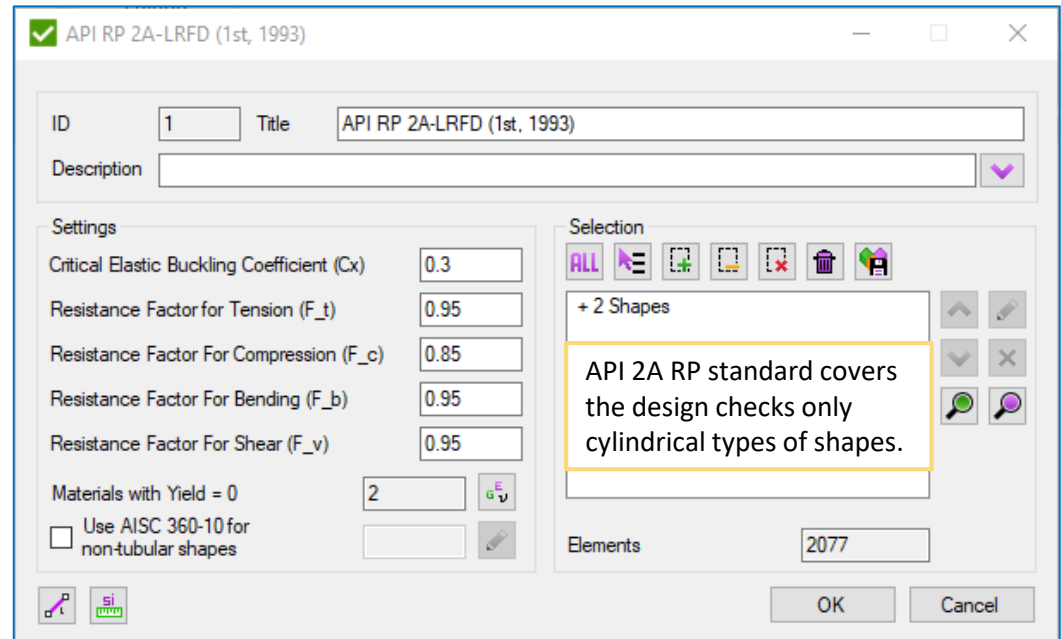 API RP 2A-LRFD (1st, 1993)
ID 1 Title API RP 2A-LRFD (1st, 1993)
Description
Settings
Critical Elastic Buckling Coefficient (Cx) 0.3
Resistance Factor for Tension (F_t) 0.95
Resistance Factor For Compression (F_c) 0.85
Resistance Factor For Bending (F_b) 0.95
Resistance Factor For Shear (F_v) 0.95
Materials with Yield = 0 2 G E ν
Use AISC 360-10 for
non-tubular shapes
Selection
ALL
+ 2 Shapes
API 2A RP standard covers
the design checks only
cylindrical types of shapes.
Elements 2077
L si
OK Cancel